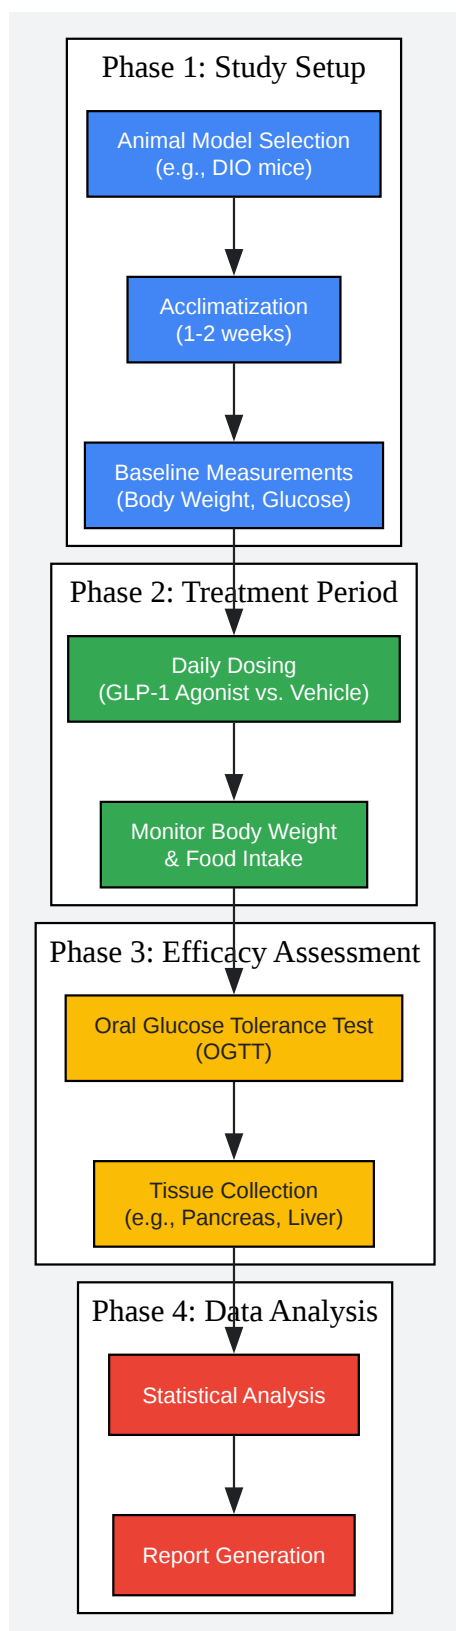 Phase 1: Study Setup
Animal Model Selection
(e.g., DIO mice)
Acclimatization
(1-2 weeks)
Baseline Measurements
(Body Weight, Glucose)
Phase 2: Treatment Period
Daily Dosing
(GLP-1 Agonist vs. Vehicle)
Monitor Body Weight
& Food Intake
Phase 3: Efficacy Assessment
Oral Glucose Tolerance Test
(OGTT)
Tissue Collection
(e.g., Pancreas, Liver)
Phase 4: Data Analysis
Statistical Analysis
Report Generation